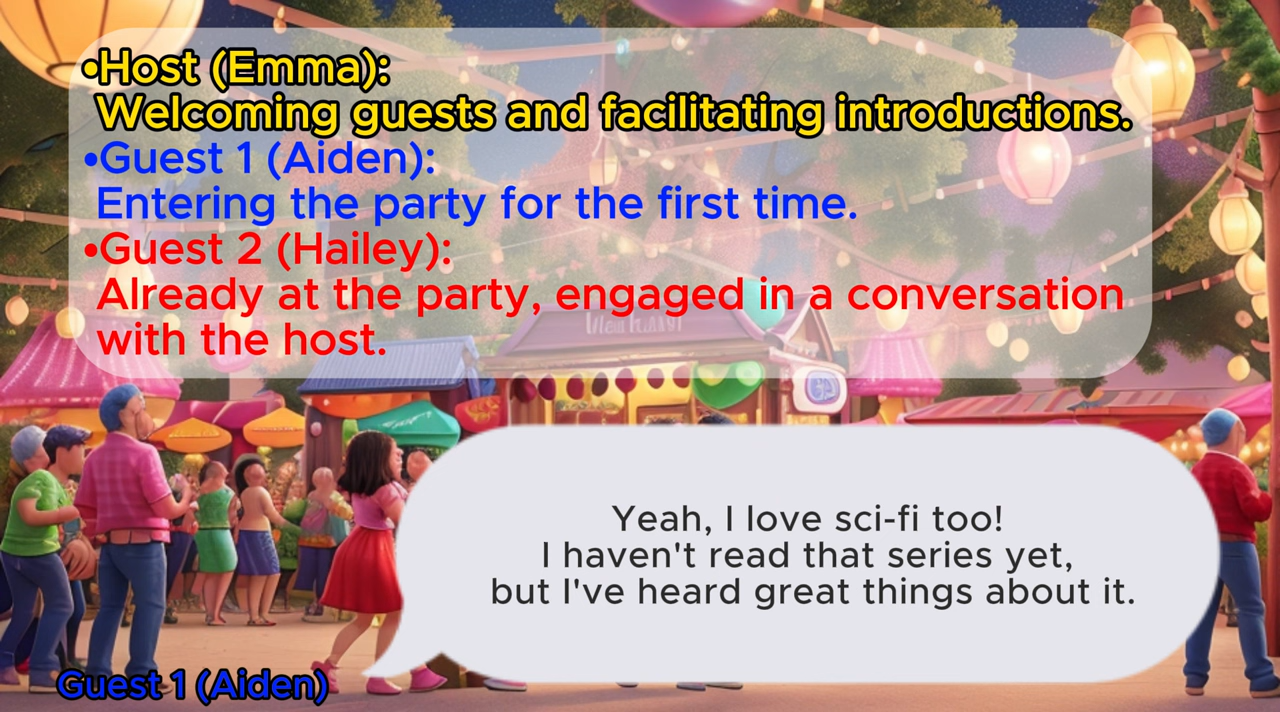 •Host (Emma):
Welcoming guests and facilitating introductions.
•Guest 1 (Aiden):
Entering the party for the first time.
•Guest 2 (Hailey):
Already at the party, engaged in a conversation
with the host.
Yeah, I love sci-fi too!
I haven't read that series yet,
but I've heard great things about it.
Guest 1 (Aiden)